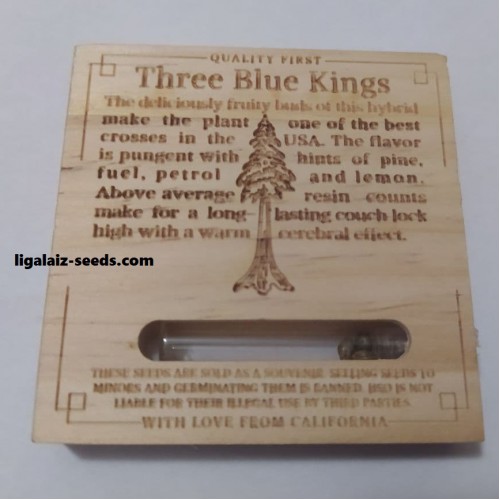 QUALITY FIRST
Three Blue Kings
The deliciously fruity buds of this hybrid
make the plant one of the best
crosses in the USA. The flavor
is pungent with hints of pine,
fuel, petrol and lemon.
Above average resin counts
make for a long-lasting couch lock
high with a warm cerebral effect.
ligalaiz-seeds.com
THESE SEEDS ARE SOLD AS A SOUVENIR. SELLING SEEDS TO
MINORS AND GERMINATING THEM IS BANNED. HSO IS NOT
LIABLE FOR THEIR ILLEGAL USE BY THIRD PARTIES
WITH LOVE FROM CALIFORNIA